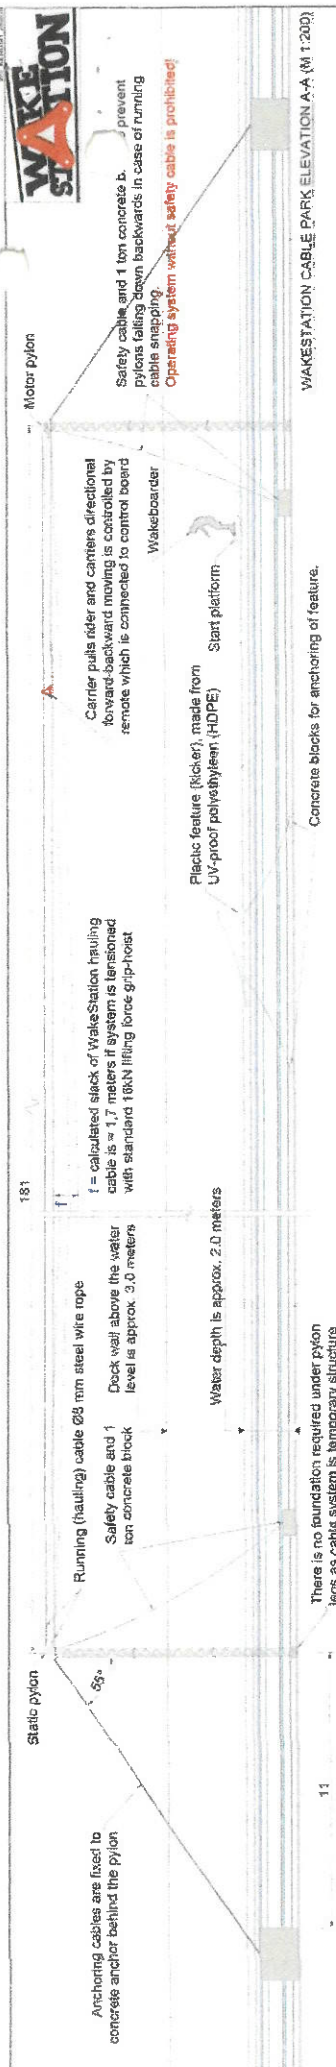 WAKE
STATION
Static pylon
181
Motor pylon
Running (hauling) cable Ø8 mm steel wire rope
Anchoring cables are fixed to
concrete anchor behind the pylon
55°
Safety cable and 1
ton concrete block
Dock wall above the water
level is approx. 3,0 meters
f
f = calculated slack of WakeStation hauling
cable is ≈ 1,7 meters if system is tensioned
with standard 16kN lifting force grip-hoist
Carrier pulls rider and carriers directional
forward-backward moving is controlled by
remote which is connected to control board
Safety cable and 1 ton concrete b. prevent
pylons falling down backwards in case of running
cable snapping.
Operating system without safety cable is prohibited!
Wakeboarder
Water depth is approx. 2.0 meters
Plactic feature (kicker), made from
UV-proof polyethyleen (HDPE)
Start platform
11
There is no foundation required under pylon
legs as cable system is temporary structure
Concrete blocks for anchoring of feature.
WAKESTATION CABLE PARK ELEVATION A-A (M 1:200)